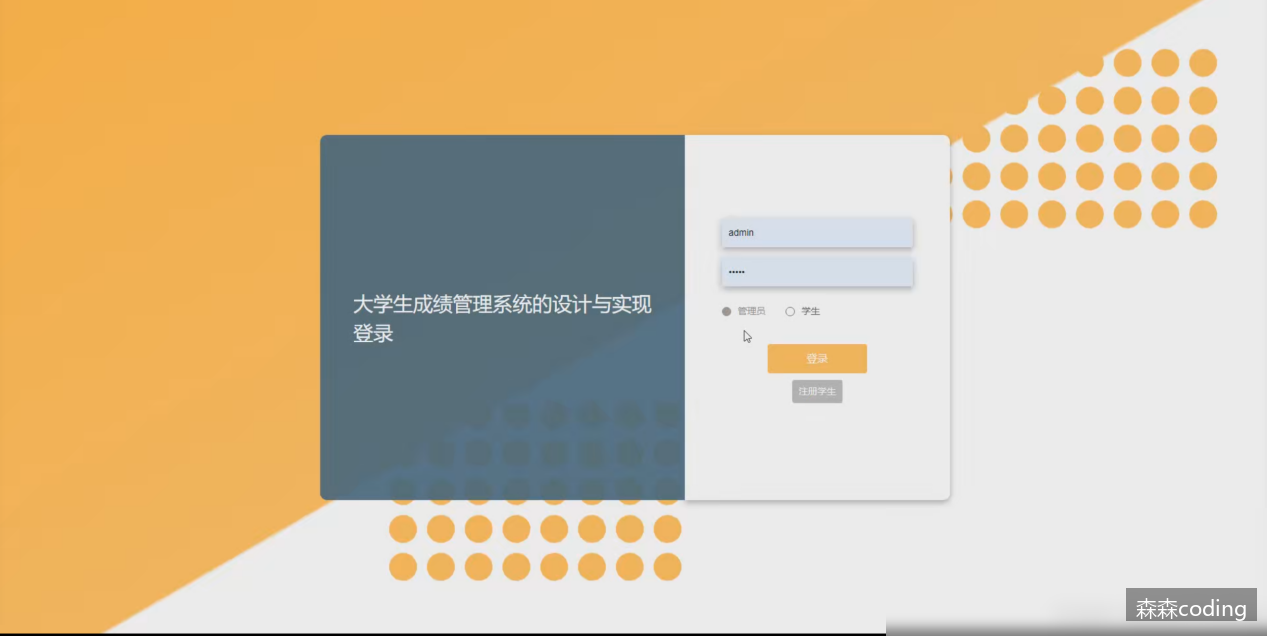 大学生成绩管理系统的设计与实现
登录
admin
•••••
管理员 学生
登录
注册学生
森森coding